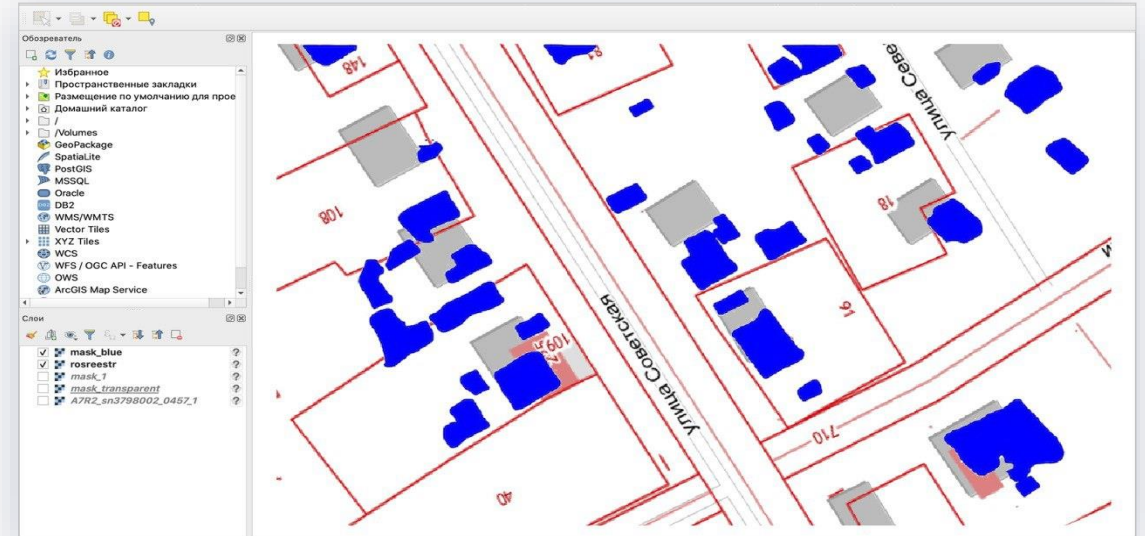 Обозреватель
Избранное
Пространственные закладки
Размещение по умолчанию для прое
Домашний каталог
/
/Volumes
GeoPackage
SpatiaLite
PostGIS
MSSQL
Oracle
DB2
WMS/WMTS
Vector Tiles
XYZ Tiles
WCS
WFS / OGC API - Features
OWS
ArcGIS Map Service
Слои
mask_blue ?
rosreestr ?
mask_1 ?
mask_transparent ?
A7R2_sn3798002_0457_1 ?
148
108
улица Советская
улица Севе
18
91
710
40